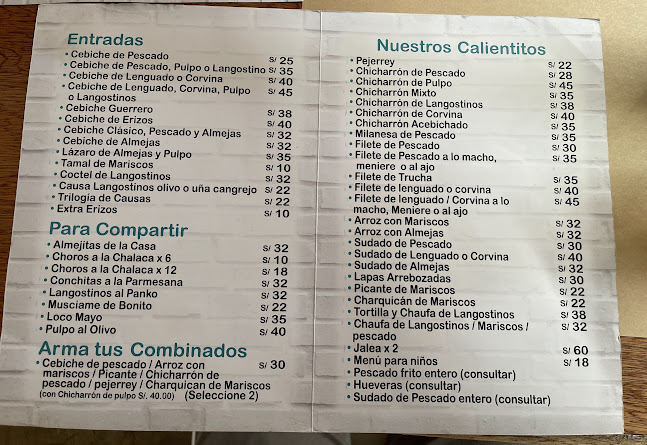 Entradas
• Cebiche de Pescado S/ 25
• Cebiche de Pescado, Pulpo o Langostino S/ 35
• Cebiche de Lenguado o Corvina S/ 40
• Cebiche de Lenguado, Corvina, Pulpo S/ 45
o Langostinos
• Cebiche Guerrero S/ 38
• Cebiche de Erizos S/ 40
• Cebiche Clásico, Pescado y Almejas S/ 32
• Cebiche de Almejas S/ 32
• Lázaro de Almejas y Pulpo S/ 35
• Tamal de Mariscos S/ 10
• Coctel de Langostinos S/ 32
• Causa Langostinos olivo o uña cangrejo S/ 22
• Trilogía de Causas S/ 22
• Extra Erizos S/ 10
Para Compartir
• Almejitas de la Casa S/ 32
• Choros a la Chalaca x 6 S/ 10
• Choros a la Chalaca x 12 S/ 18
• Conchitas a la Parmesana S/ 32
• Langostinos al Panko S/ 32
• Musciame de Bonito S/ 22
• Loco Mayo S/ 35
• Pulpo al Olivo S/ 40
Arma tus Combinados
• Cebiche de pescado / Arroz con S/ 30
mariscos / Picante / Chicharrón de
pescado / pejerrey / Charquican de Mariscos
(con Chicharrón de pulpo S/. 40.00) (Seleccione 2)
Nuestros Calientitos
• Pejerrey S/ 22
• Chicharrón de Pescado S/ 28
• Chicharrón de Pulpo S/ 45
• Chicharrón Mixto S/ 35
• Chicharrón de Langostinos S/ 38
• Chicharrón de Corvina S/ 40
• Chicharrón Acebichado S/ 35
• Milanesa de Pescado S/ 35
• Filete de Pescado S/ 30
• Filete de Pescado a lo macho, S/ 35
meniere o al ajo
• Filete de Trucha S/ 35
• Filete de lenguado o corvina S/ 40
• Filete de lenguado / Corvina a lo S/ 45
macho, Meniere o al ajo
• Arroz con Mariscos S/ 32
• Arroz con Almejas S/ 32
• Sudado de Pescado S/ 30
• Sudado de Lenguado o Corvina S/ 40
• Sudado de Almejas S/ 32
• Lapas Arrebozadas S/ 30
• Picante de Mariscos S/ 22
• Charquicán de Mariscos S/ 22
• Tortilla y Chaufa de Langostinos S/ 38
• Chaufa de Langostinos / Mariscos / S/ 32
pescado
• Jalea x 2 S/ 60
• Menú para niños S/ 18
• Pescado frito entero (consultar)
• Hueveras (consultar)
• Sudado de Pescado entero (consultar)